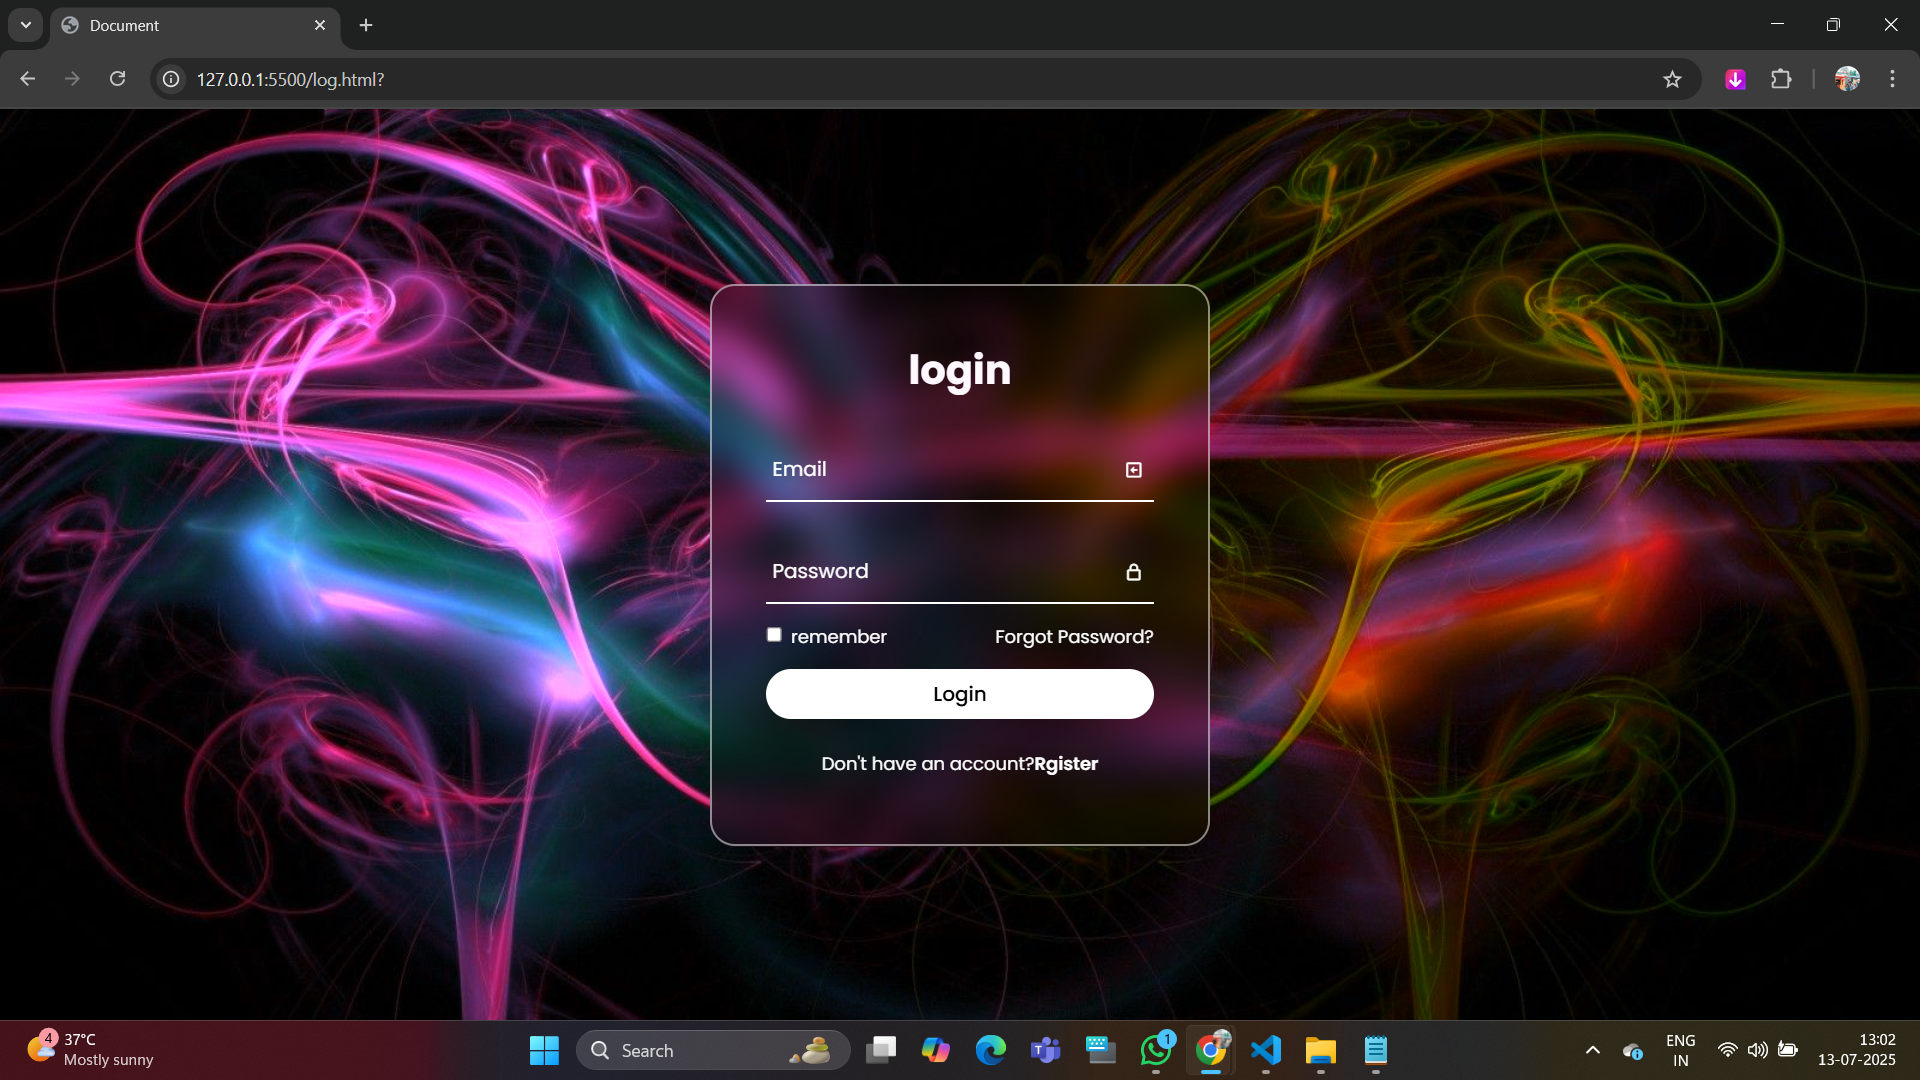 Document
127.0.0.1:5500/log.html?
login
Email
Password
remember Forgot Password?
Login
Don't have an account?Rgister
4
37°C
Mostly sunny
Search
T
1
ENG
IN
13:02
13-07-2025